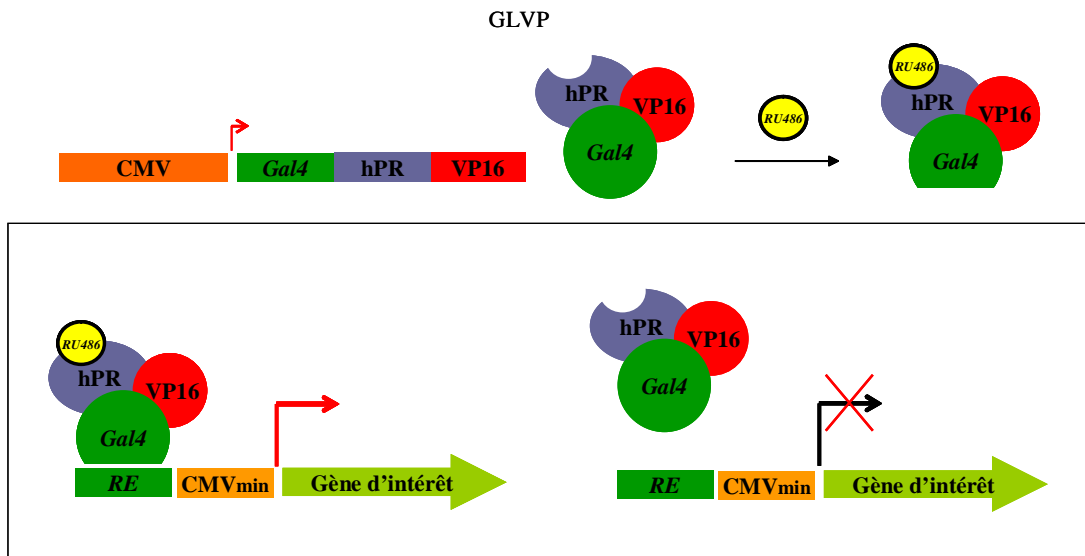 GLVP
CMV Gal4 hPR VP16
hPR VP16
Gal4
RU486
RU486
hPR VP16
Gal4
RU486
hPR VP16
Gal4
RE CMVmin Gène d’intérêt
hPR VP16
Gal4
RE CMVmin Gène d’intérêt